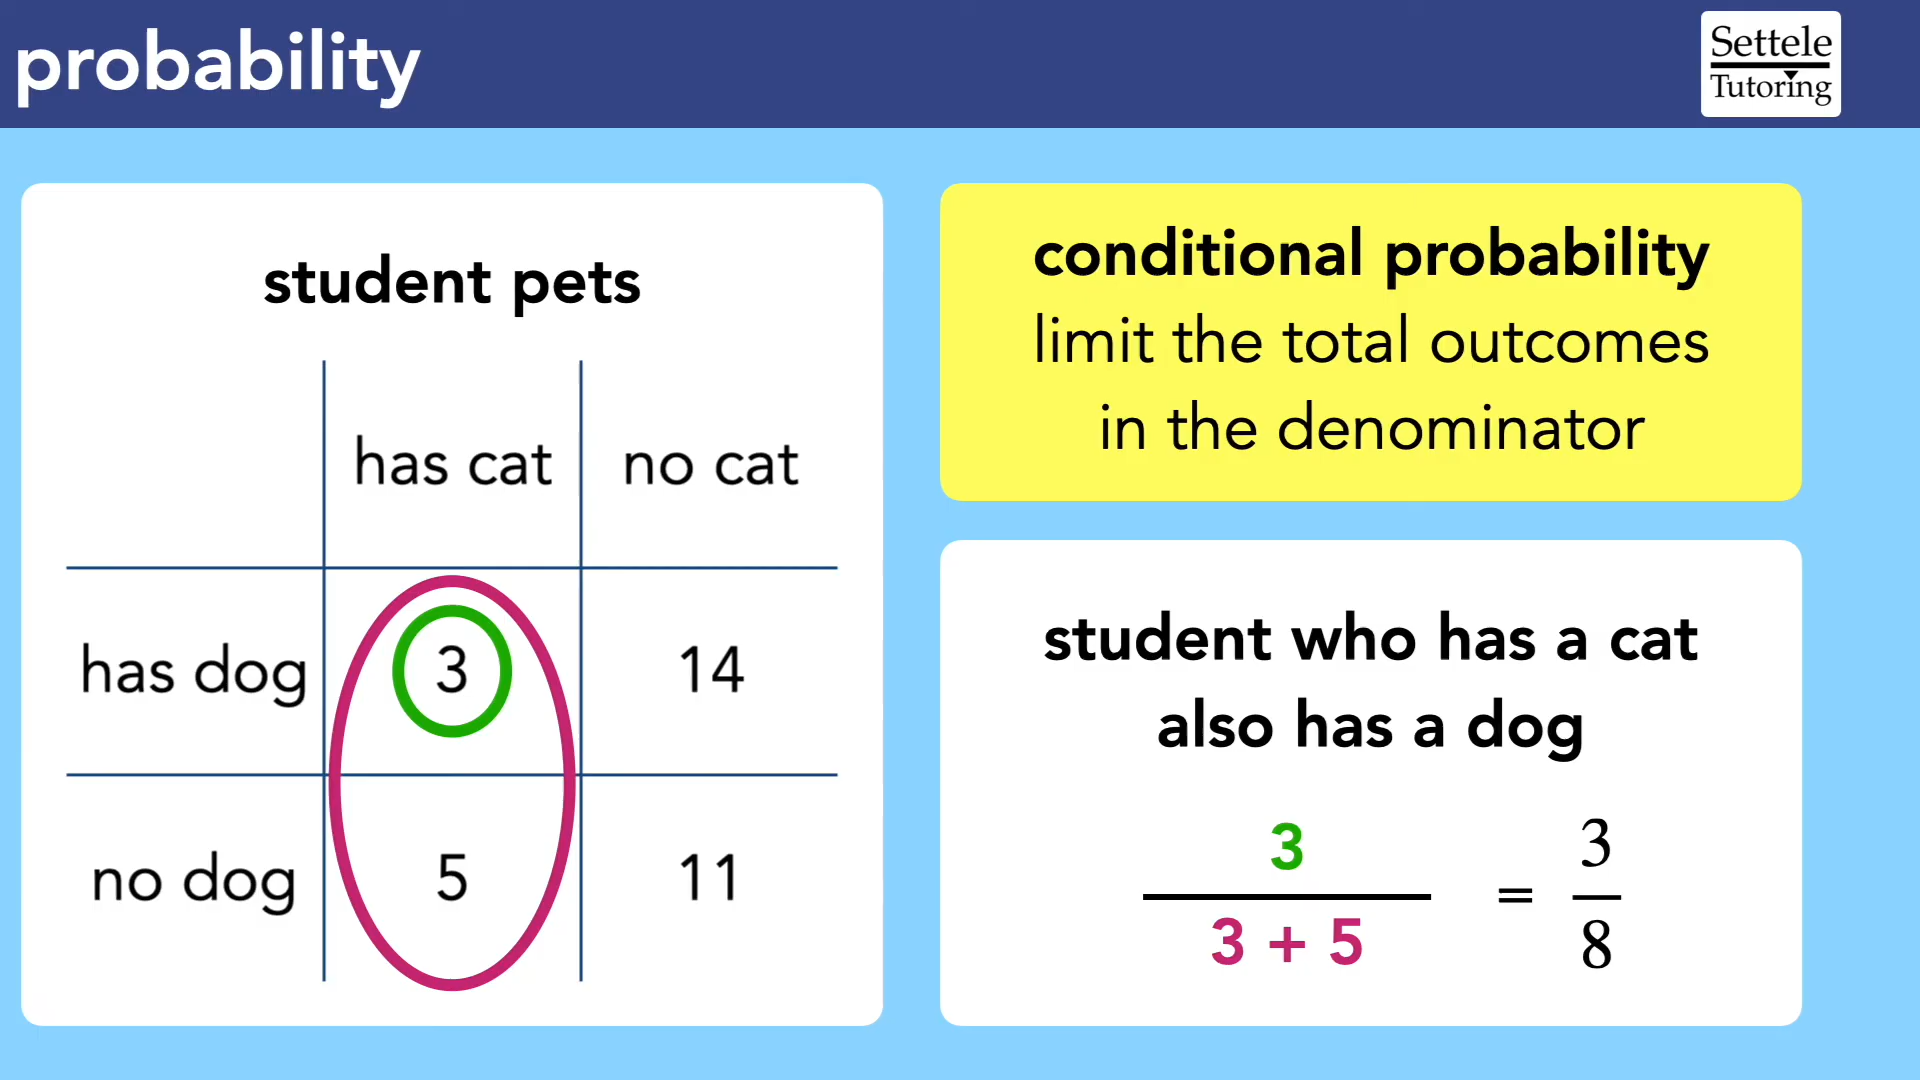 probability
Settele
Tutoring
student pets
has cat no cat
has dog 3 14
no dog 5 11
conditional probability
limit the total outcomes
in the denominator
student who has a cat
also has a dog
3
3 + 5
=
3
8